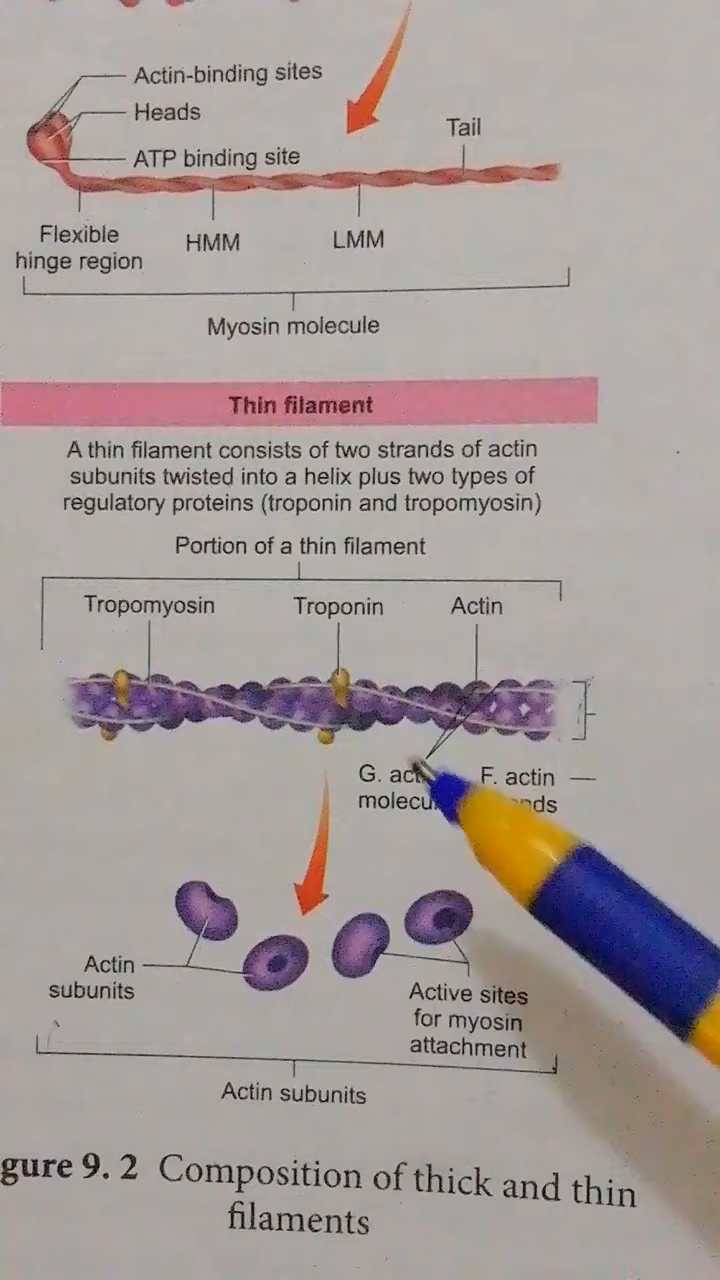 Actin-binding sites
Heads
ATP binding site
Tail
Flexible
hinge region
HMM
LMM
Myosin molecule
Thin filament
A thin filament consists of two strands of actin
subunits twisted into a helix plus two types of
regulatory proteins (troponin and tropomyosin)
Portion of a thin filament
Tropomyosin
Troponin
Actin
G. F. actin
Actin
subunits
Active sites
for myosin
attachment
Actin subunits
9. 2 Composition of thick and thin
filaments